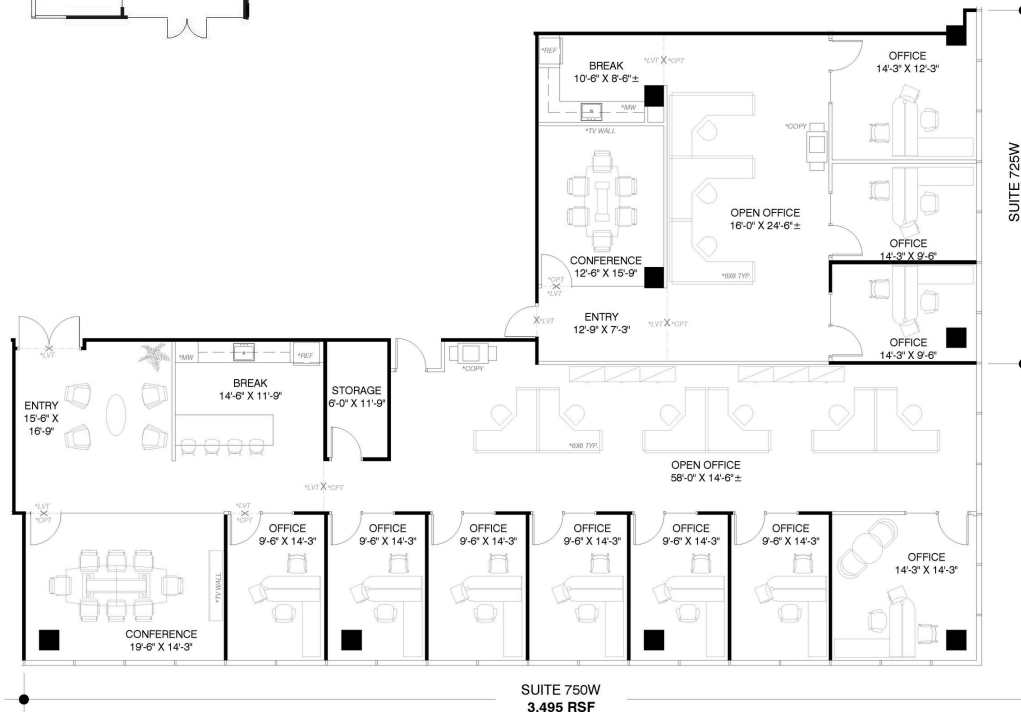 *REF
BREAK
10'-6" X 8'-6"±
*MW
*LVT X *CPT
*TV WALL
*COPY
OFFICE
14'-3" X 12'-3"
OPEN OFFICE
16'-0" X 24'-6"±
*6X6 TYP.
CONFERENCE
12'-6" X 15'-9"
*CPT
X
*LVT
OFFICE
14'-3" X 9'-6"
X *LVT
ENTRY
12'-9" X 7'-3"
*LVT X *CPT
OFFICE
14'-3" X 9'-6"
SUITE 725W
X
*LVT
*MW
*REF
*COPY
ENTRY
15'-6" X
16'-9"
BREAK
14'-6" X 11'-9"
STORAGE
6'-0" X 11'-9"
*6X6 TYP.
OPEN OFFICE
58'-0" X 14'-6"±
*LVT X *CPT
*LVT
X
*CPT
*LVT
X
*CPT
OFFICE
9'-6" X 14'-3"
OFFICE
9'-6" X 14'-3"
OFFICE
9'-6" X 14'-3"
OFFICE
9'-6" X 14'-3"
OFFICE
9'-6" X 14'-3"
OFFICE
9'-6" X 14'-3"
OFFICE
14'-3" X 14'-3"
*TV WALL
CONFERENCE
19'-6" X 14'-3"
SUITE 750W
3,495 RSF